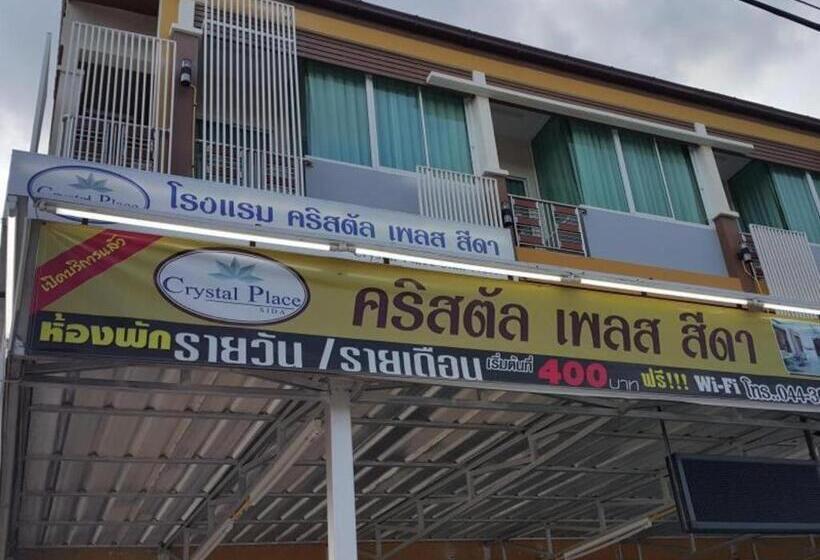 โรงแรม คริสตัล เพลส สีดา
เปิดบริการแล้ว
Crystal Place
SIDA
คริสตัล เพลส สีดา
ห้องพัก รายวัน / รายเดือน เริ่มต้นที่ 400 บาท ฟรี!!! Wi-Fi โทร..044-3